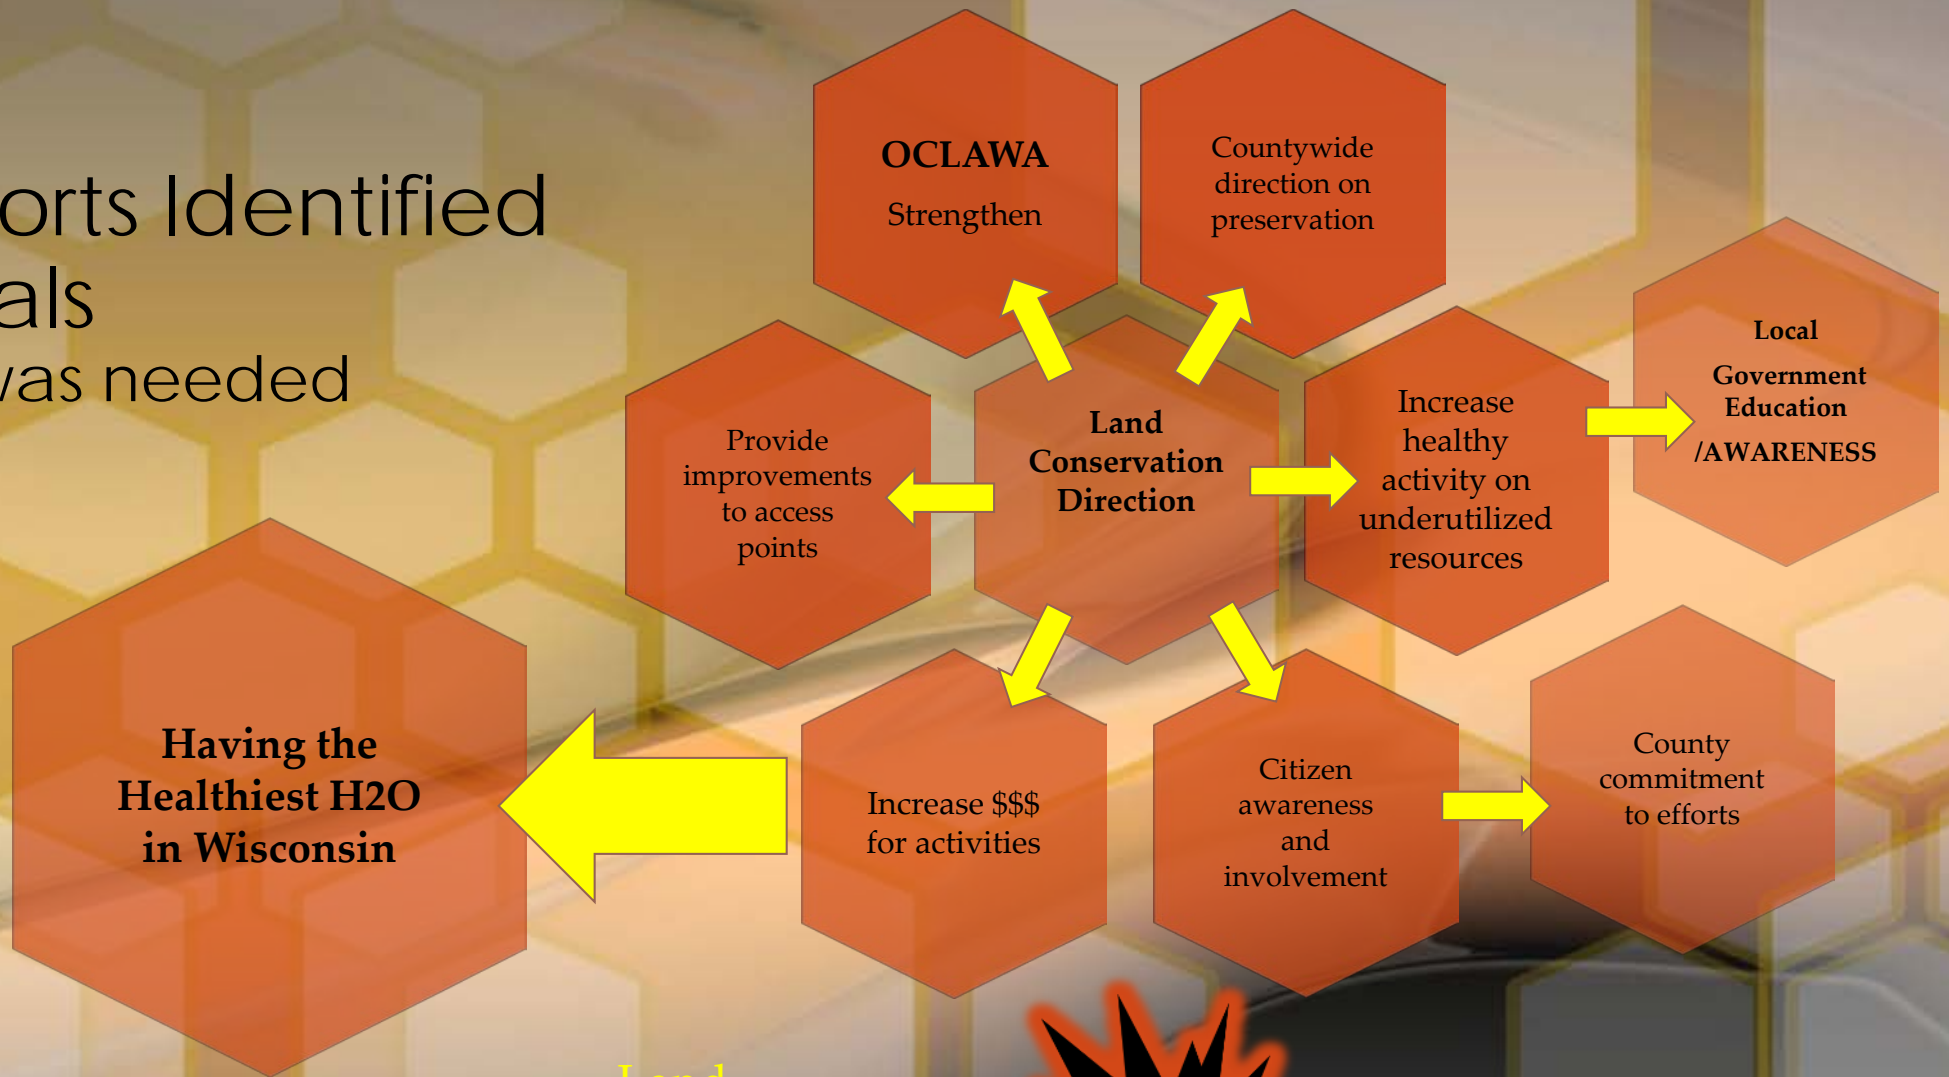 orts Identified
als
was needed
OCLAWA
Strengthen
Countywide
direction on
preservation
Local
Government
Education
/AWARENESS
Provide
improvements
to access
points
Land
Conservation
Direction
Increase
healthy
activity on
underutilized
resources
Having the
Healthiest H2O
in Wisconsin
Increase $$$
for activities
Citizen
awareness
and
involvement
County
commitment
to efforts
Land